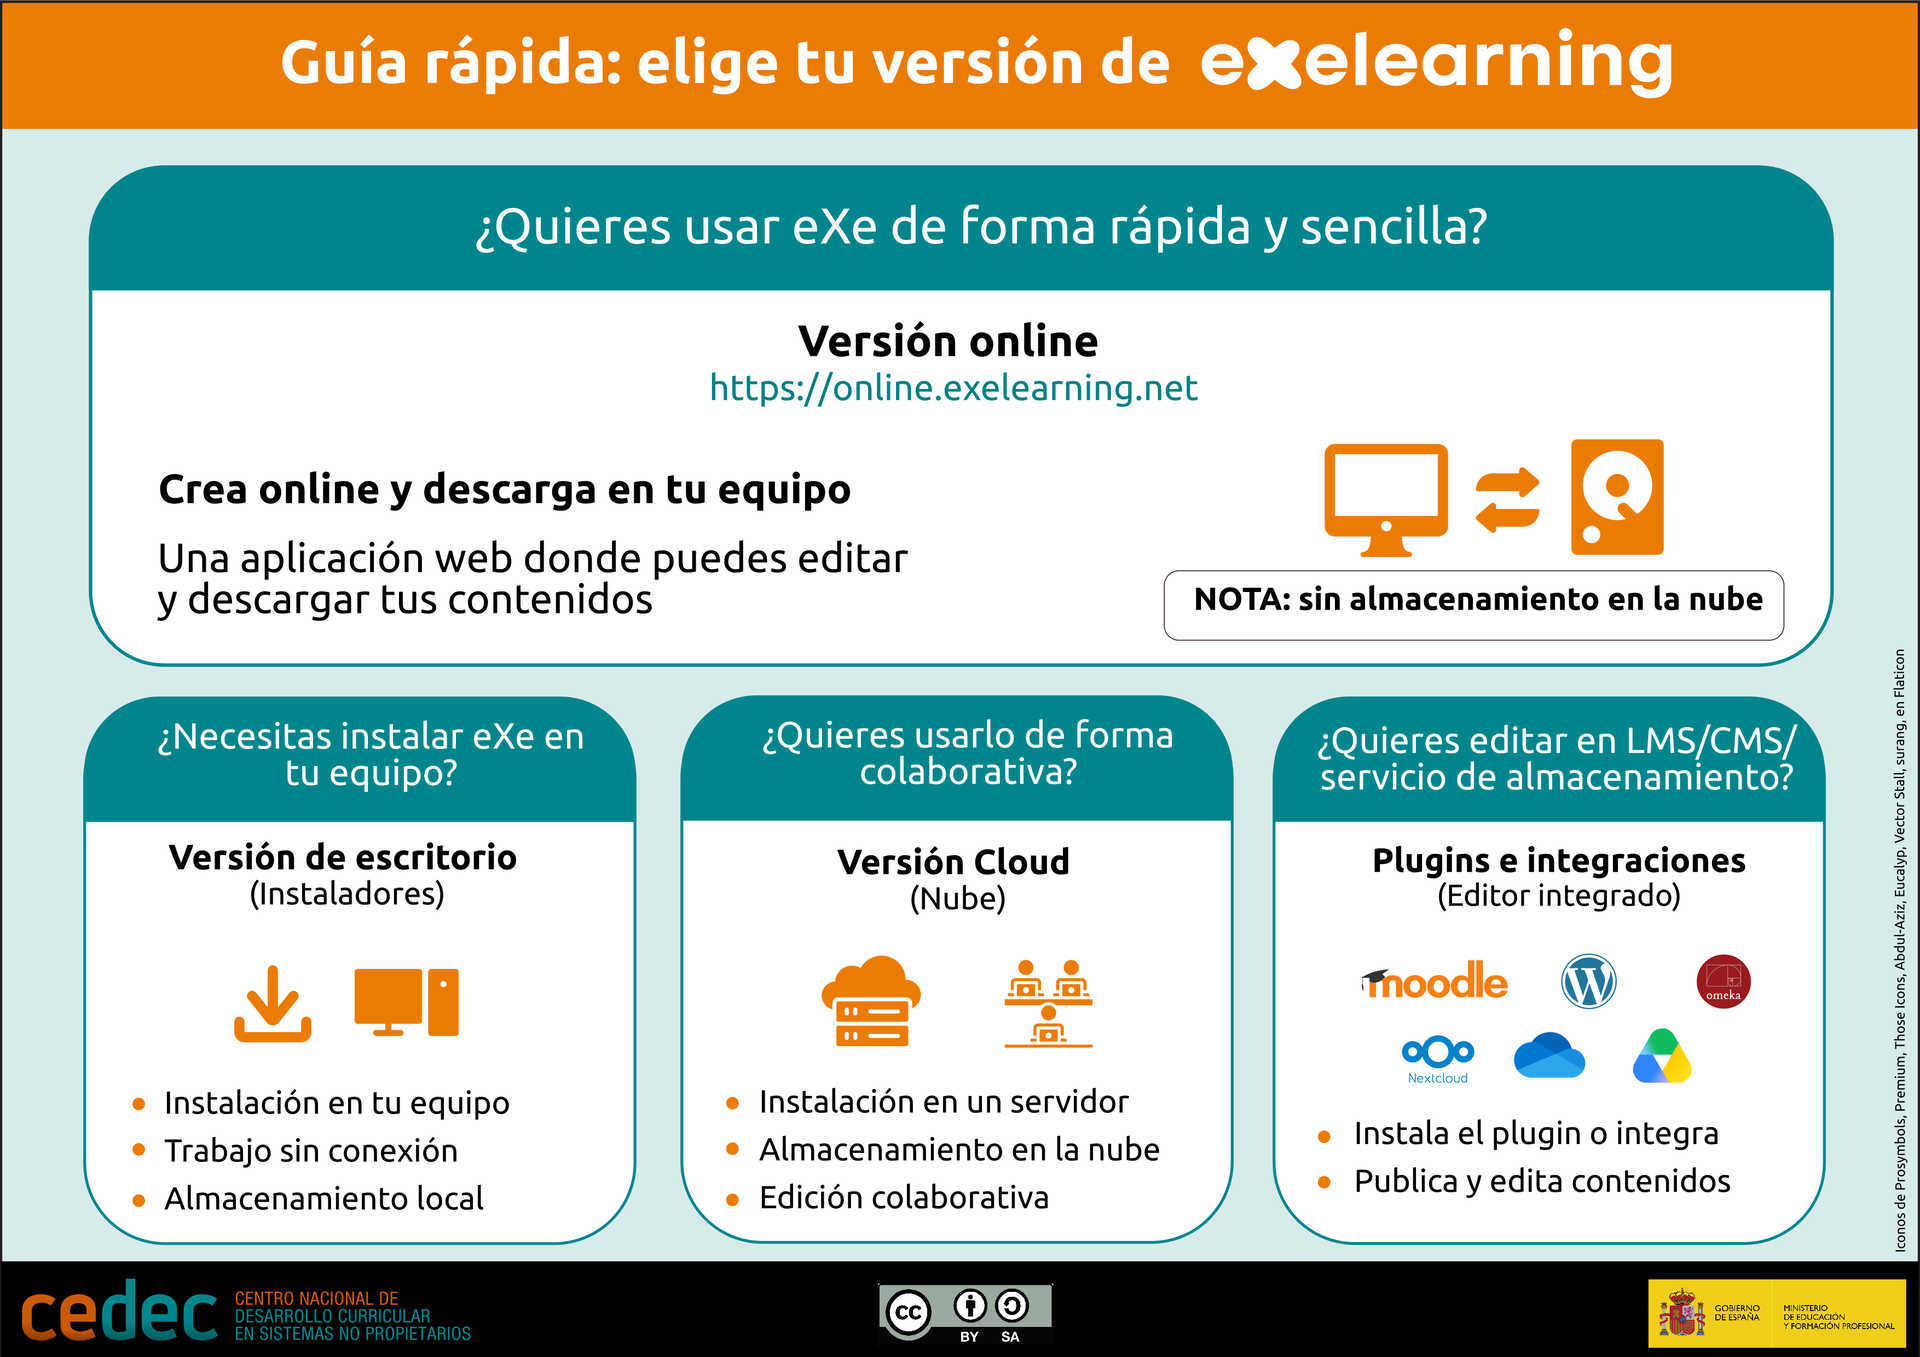 Guía rápida: elige tu versión de exelearning
¿Quieres usar eXe de forma rápida y sencilla?
Versión online
https://online.exelearning.net
Crea online y descarga en tu equipo
Una aplicación web donde puedes editar
y descargar tus contenidos
NOTA: sin almacenamiento en la nube
¿Necesitas instalar eXe en
tu equipo?
Versión de escritorio
(Instaladores)
Instalación en tu equipo
Trabajo sin conexión
Almacenamiento local
¿Quieres usarlo de forma
colaborativa?
Versión Cloud
(Nube)
Instalación en un servidor
Almacenamiento en la nube
Edición colaborativa
¿Quieres editar en LMS/CMS/
servicio de almacenamiento?
Plugins e integraciones
(Editor integrado)
moodle
W
omeka
Nextcloud
Instala el plugin o integra
Publica y edita contenidos
Iconos de Prosymbols, Premium, Those Icons, Abdul-Aziz, Eucalyp, Vector Stall, surang, en Flaticon
cedec
CENTRO NACIONAL DE
DESARROLLO CURRICULAR
EN SISTEMAS NO PROPIETARIOS
cc
BY SA
GOBIERNO
DE ESPAÑA
MINISTERIO
DE EDUCACIÓN
Y FORMACIÓN PROFESIONAL